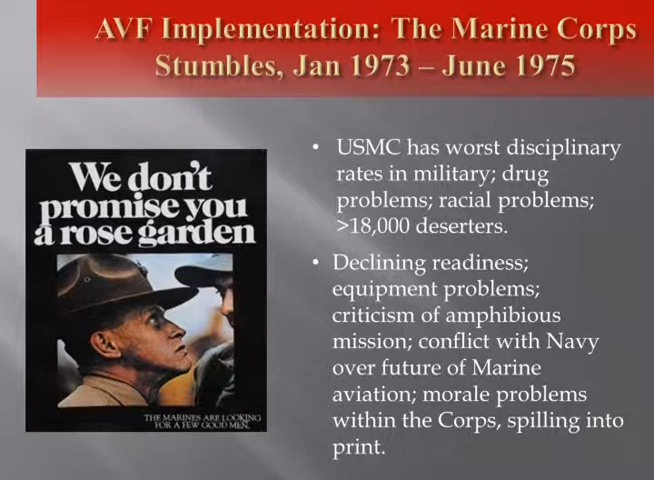 AVF Implementation: The Marine Corps
Stumbles, Jan 1973 – June 1975
We don't
promise you
a rose garden
THE MARINES ARE LOOKING
FOR A FEW GOOD MEN.
• USMC has worst disciplinary
rates in military; drug
problems; racial problems;
>18,000 deserters.
• Declining readiness;
equipment problems;
criticism of amphibious
mission; conflict with Navy
over future of Marine
aviation; morale problems
within the Corps, spilling into
print.